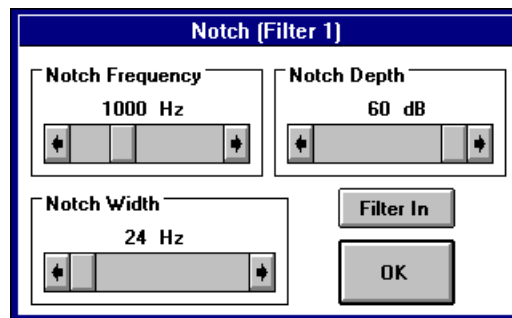 Notch (Filter 1)
Notch Frequency
1000 Hz
Notch Depth
60 dB
Notch Width
24 Hz
Filter In
OK